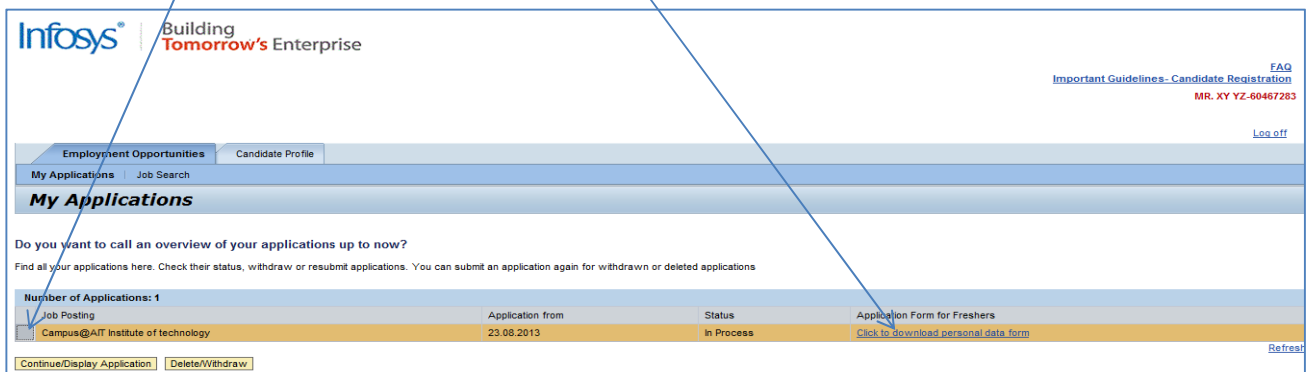 Infosys® Building
Tomorrow's Enterprise
FAQ
Important Guidelines- Candidate Registration
MR. XY YZ-60467283
Log off
Employment Opportunities Candidate Profile
My Applications Job Search
My Applications
Do you want to call an overview of your applications up to now?
Find all your applications here. Check their status, withdraw or resubmit applications. You can submit an application again for withdrawn or deleted applications
Number of Applications: 1
Job Posting Application from Status Application Form for Freshers
Campus@AIT Institute of technology 23.08.2013 In Process Click to download personal data form
Refresh
Continue/Display Application Delete/Withdraw